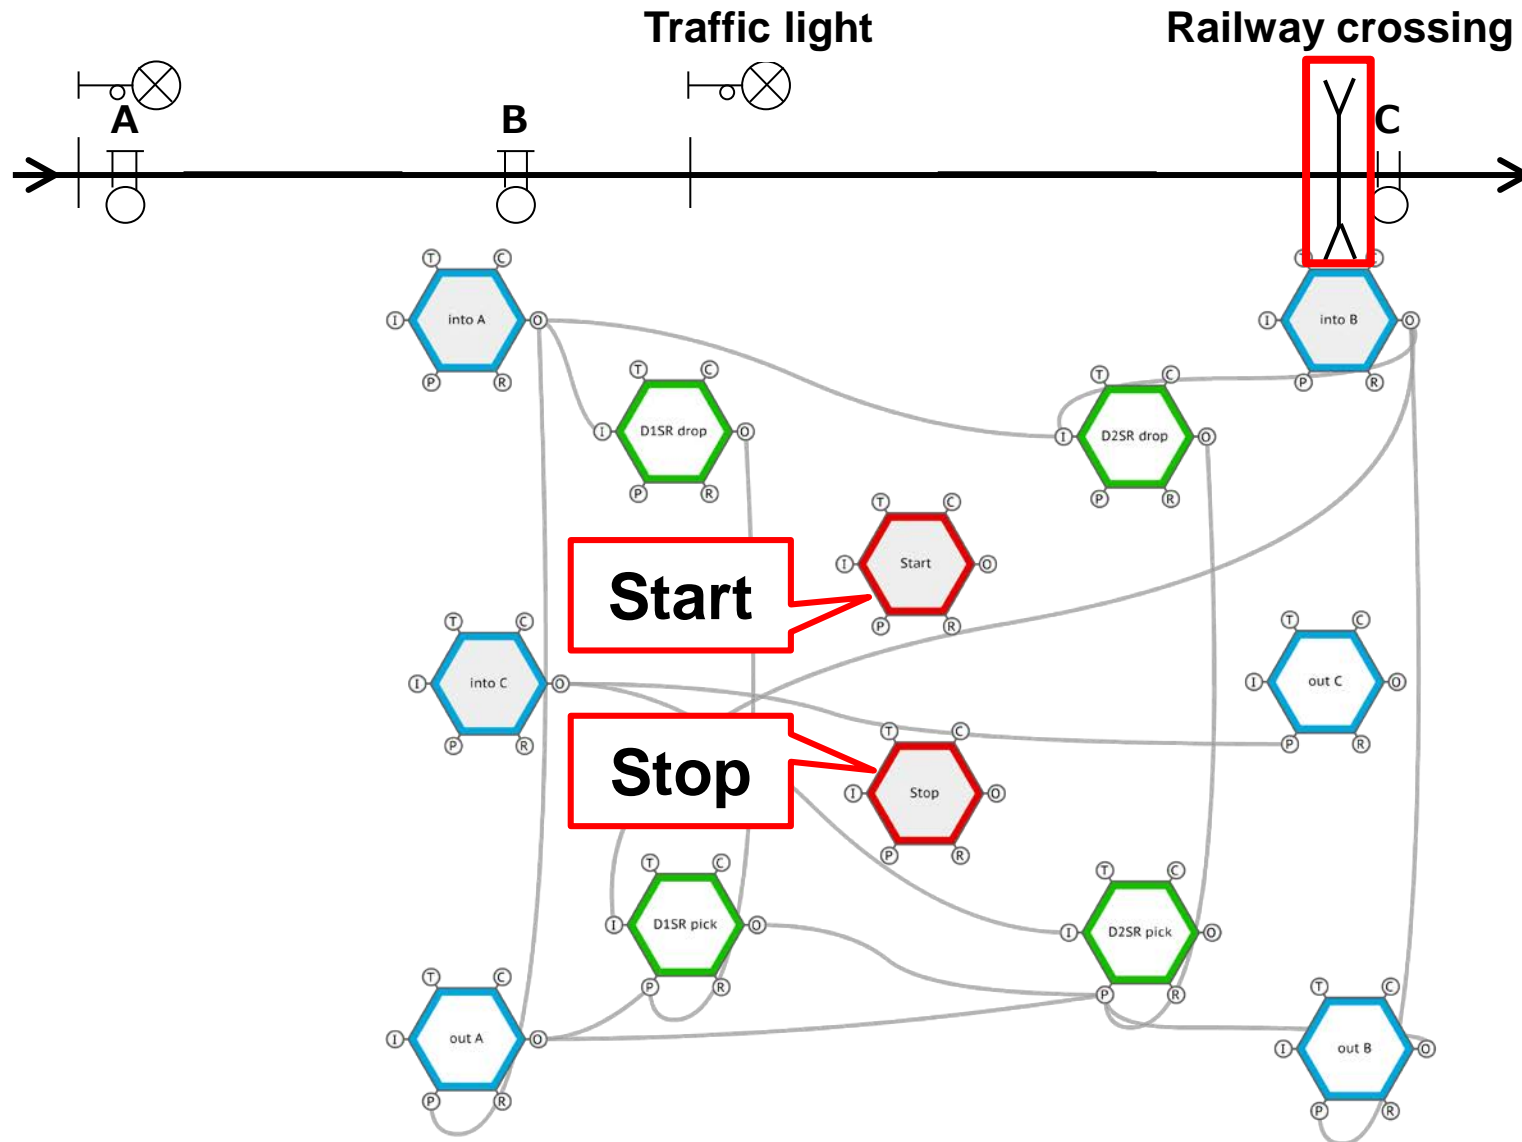 Traffic light
Railway crossing
A
B
C
T C
I into A O
P R
T C
I into B O
P R
T C
I D1SR drop O
P R
T C
I D2SR drop O
P R
T C
I Start O
P R
Start
T C
I into C O
P R
T C
I out C O
P R
T C
I Stop O
P R
Stop
T C
I D1SR pick O
P R
T C
I D2SR pick O
P R
T C
I out A O
P R
T C
I out B O
P R